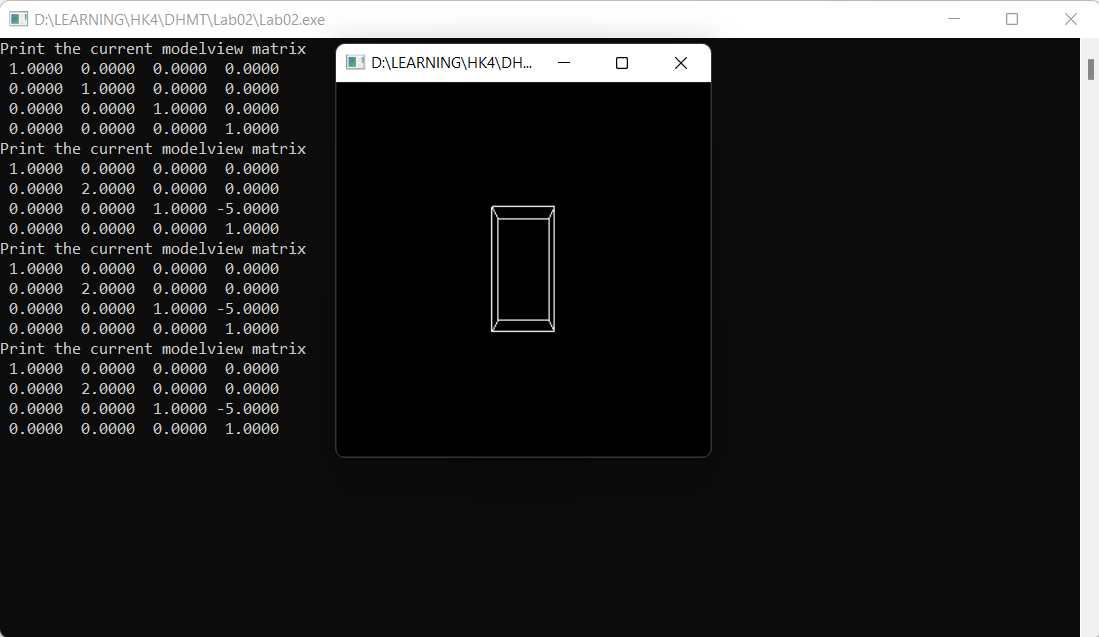 D:\LEARNING\HK4\DHMT\Lab02\Lab02.exe
Print the current modelview matrix
1.0000 0.0000 0.0000 0.0000
0.0000 1.0000 0.0000 0.0000
0.0000 0.0000 1.0000 0.0000
0.0000 0.0000 0.0000 1.0000
Print the current modelview matrix
1.0000 0.0000 0.0000 0.0000
0.0000 2.0000 0.0000 0.0000
0.0000 0.0000 1.0000 -5.0000
0.0000 0.0000 0.0000 1.0000
Print the current modelview matrix
1.0000 0.0000 0.0000 0.0000
0.0000 2.0000 0.0000 0.0000
0.0000 0.0000 1.0000 -5.0000
0.0000 0.0000 0.0000 1.0000
Print the current modelview matrix
1.0000 0.0000 0.0000 0.0000
0.0000 2.0000 0.0000 0.0000
0.0000 0.0000 1.0000 -5.0000
0.0000 0.0000 0.0000 1.0000
D:\LEARNING\HK4\DH...